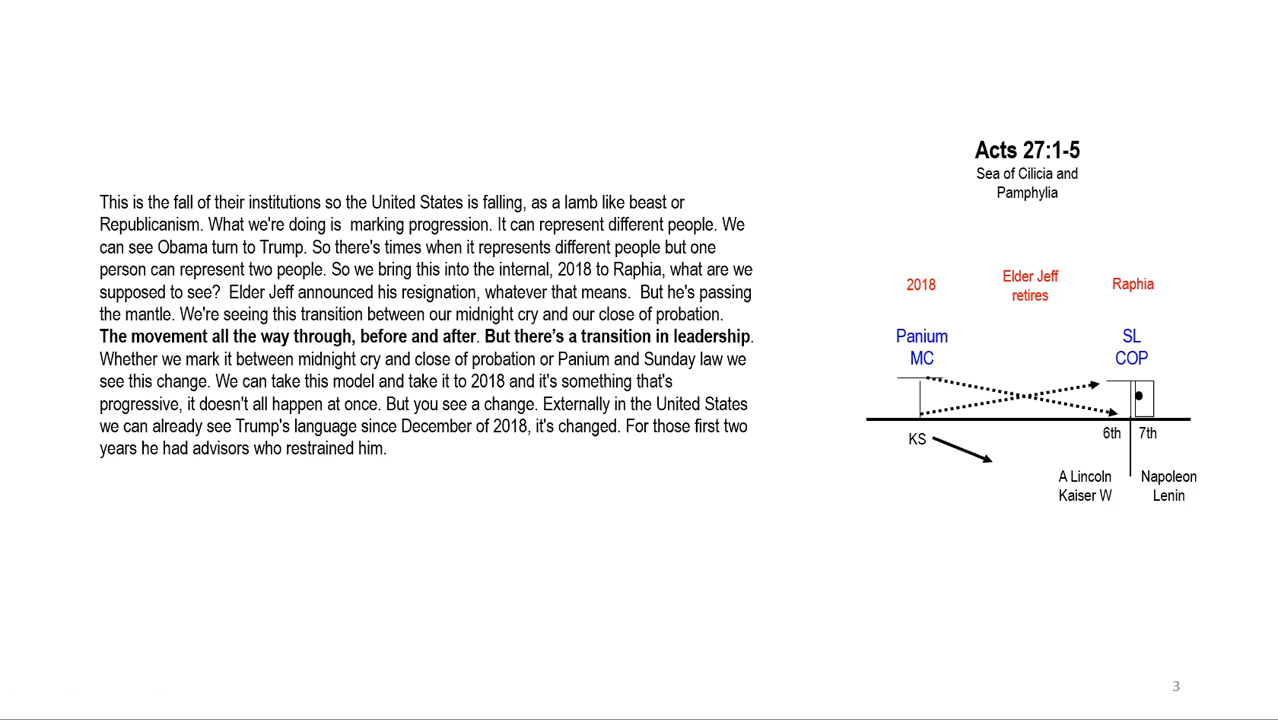 This is the fall of their institutions so the United States is falling, as a lamb like beast or
Republicanism. What we're doing is  marking progression. It can represent different people. We
can see Obama turn to Trump. So there's times when it represents different people but one
person can represent two people. So we bring this into the internal, 2018 to Raphia, what are we
supposed to see?  Elder Jeff announced his resignation, whatever that means.  But he's passing
the mantle. We're seeing this transition between our midnight cry and our close of probation.
The movement all the way through, before and after. But there's a transition in leadership.
Whether we mark it between midnight cry and close of probation or Panium and Sunday law we
see this change. We can take this model and take it to 2018 and it's something that's
progressive, it doesn't all happen at once. But you see a change. Externally in the United States
we can already see Trump's language since December of 2018, it's changed. For those first two
years he had advisors who restrained him.
Acts 27:1-5
Sea of Cilicia and
Pamphylia
2018
Elder Jeff
retires
Raphia
Panium
MC
SL
COP
KS
6th
7th
A Lincoln
Kaiser W
Napoleon
Lenin
3